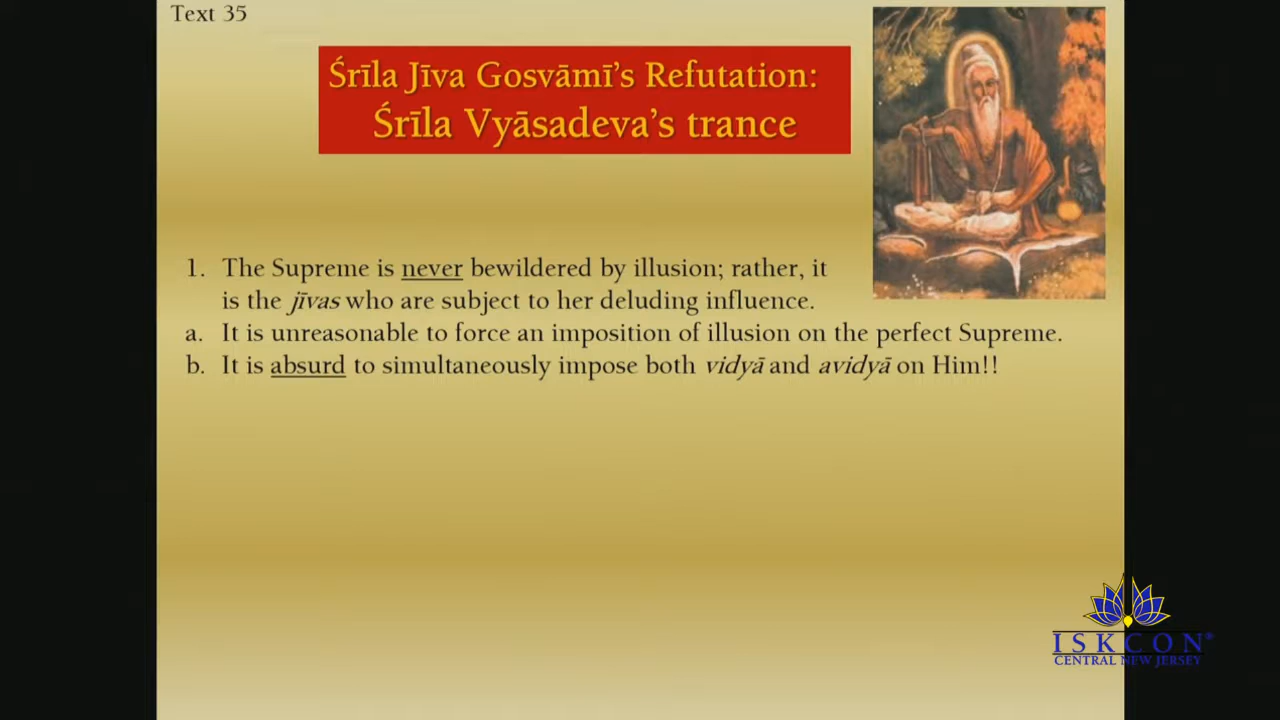 Text 35
Śrīla Jīva Gosvāmī’s Refutation:
Śrīla Vyāsadeva’s trance
1. The Supreme is never bewildered by illusion; rather, it
is the jīvas who are subject to her deluding influence.
a. It is unreasonable to force an imposition of illusion on the perfect Supreme.
b. It is absurd to simultaneously impose both vidyā and avidyā on Him!!
ISKCON®
CENTRAL NEW JERSEY